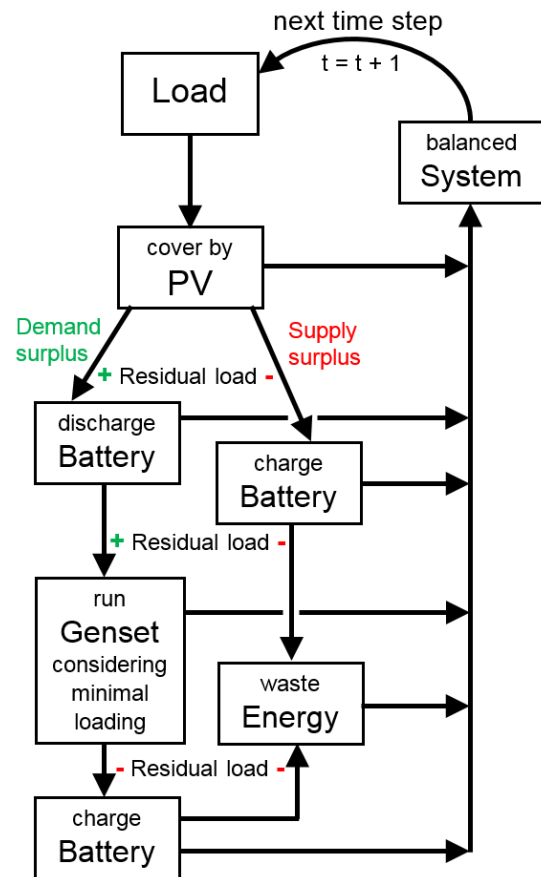 next time step
t = t + 1
Load
balanced
System
cover by
PV
Demand
surplus
Supply
surplus
+ Residual load -
discharge
Battery
charge
Battery
+ Residual load -
run
Genset
considering
minimal
loading
waste
Energy
- Residual load -
charge
Battery